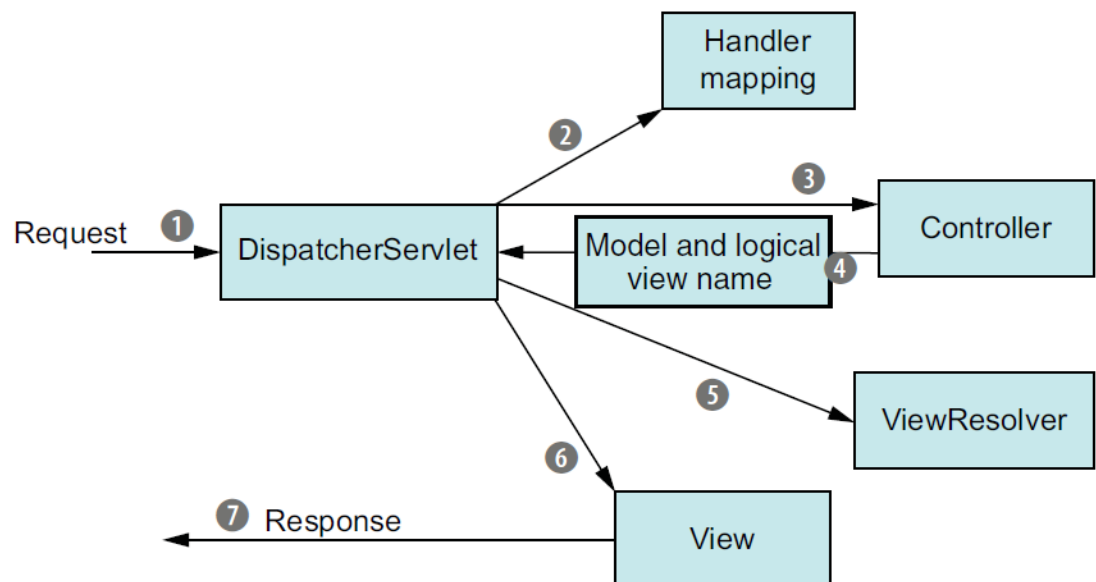 Handler
mapping
2
3
Request
1
DispatcherServlet
Model and logical
view name
4
Controller
5
ViewResolver
6
7
Response
View